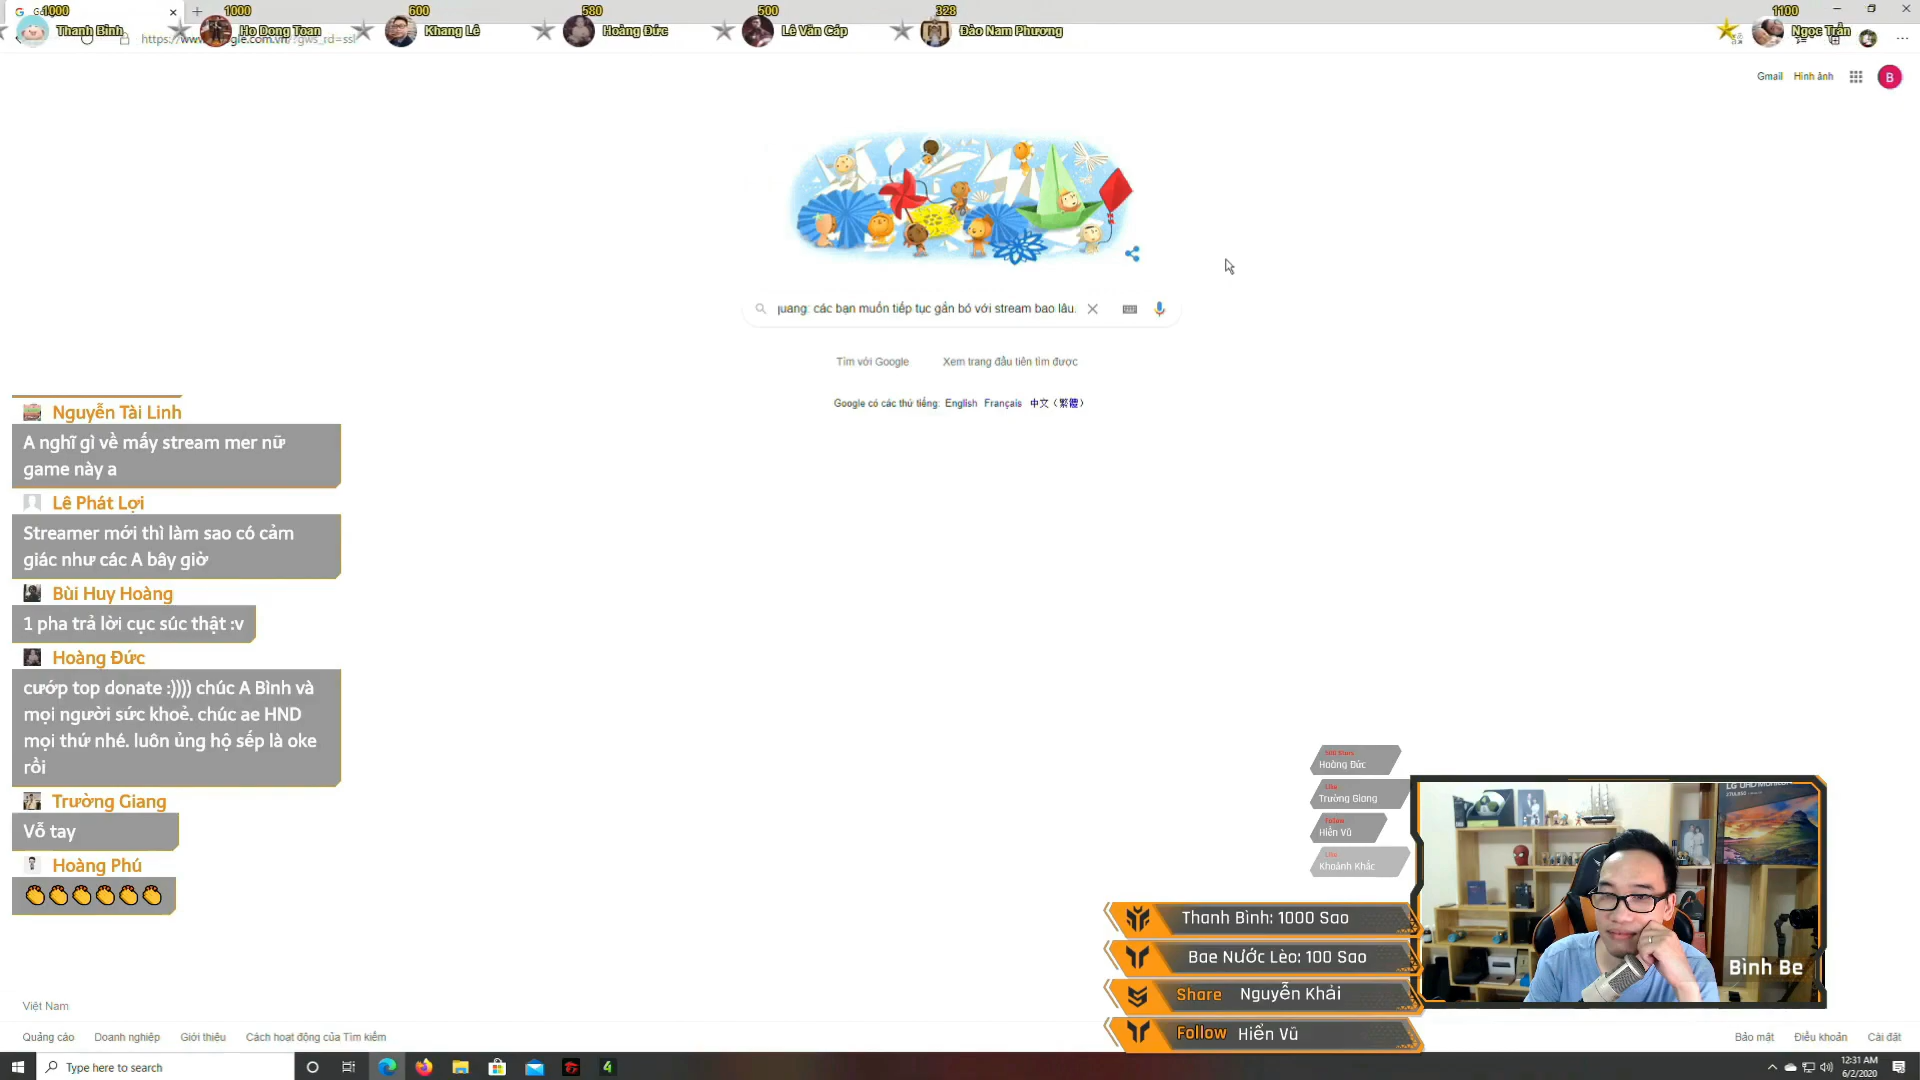 1000
1000
600
580
500
328
1100
Thanh Bình
Ho Dong Toan
Khang Lê
Hoàng Đức
Lê Văn Cáp
Đào Nam Phương
Ngọc Trần
Gmail
Hình ảnh
B
quang: các bạn muốn tiếp tục gắn bó với stream bao lâu.
Tìm với Google
Xem trang đầu tiên tìm được
Google có các thứ tiếng: English Français 中文（繁體）
Nguyễn Tài Linh
A nghĩ gì về mấy stream mer nữ
game này a
Lê Phát Lợi
Streamer mới thì làm sao có cảm
giác như các A bây giờ
Bùi Huy Hoàng
1 pha trả lời cục súc thật :v
Hoàng Đức
cướp top donate :)))) chúc A Bình và
mọi người sức khoẻ. chúc ae HND
mọi thứ nhé. luôn ủng hộ sếp là oke
rồi
Trường Giang
Vỗ tay
Hoàng Phú
👏👏👏👏👏👏
500 Stars
Hoàng Đức
Like
Trường Giang
Follow
Hiển Vũ
Like
Khoảnh Khắc
Thanh Bình: 1000 Sao
Bae Nước Lèo: 100 Sao
Share Nguyễn Khải
Follow Hiển Vũ
Bình Be
Việt Nam
Quảng cáo
Doanh nghiệp
Giới thiệu
Cách hoạt động của Tìm kiếm
Bảo mật
Điều khoản
Cài đặt
Type here to search
12:31 AM
6/2/2020